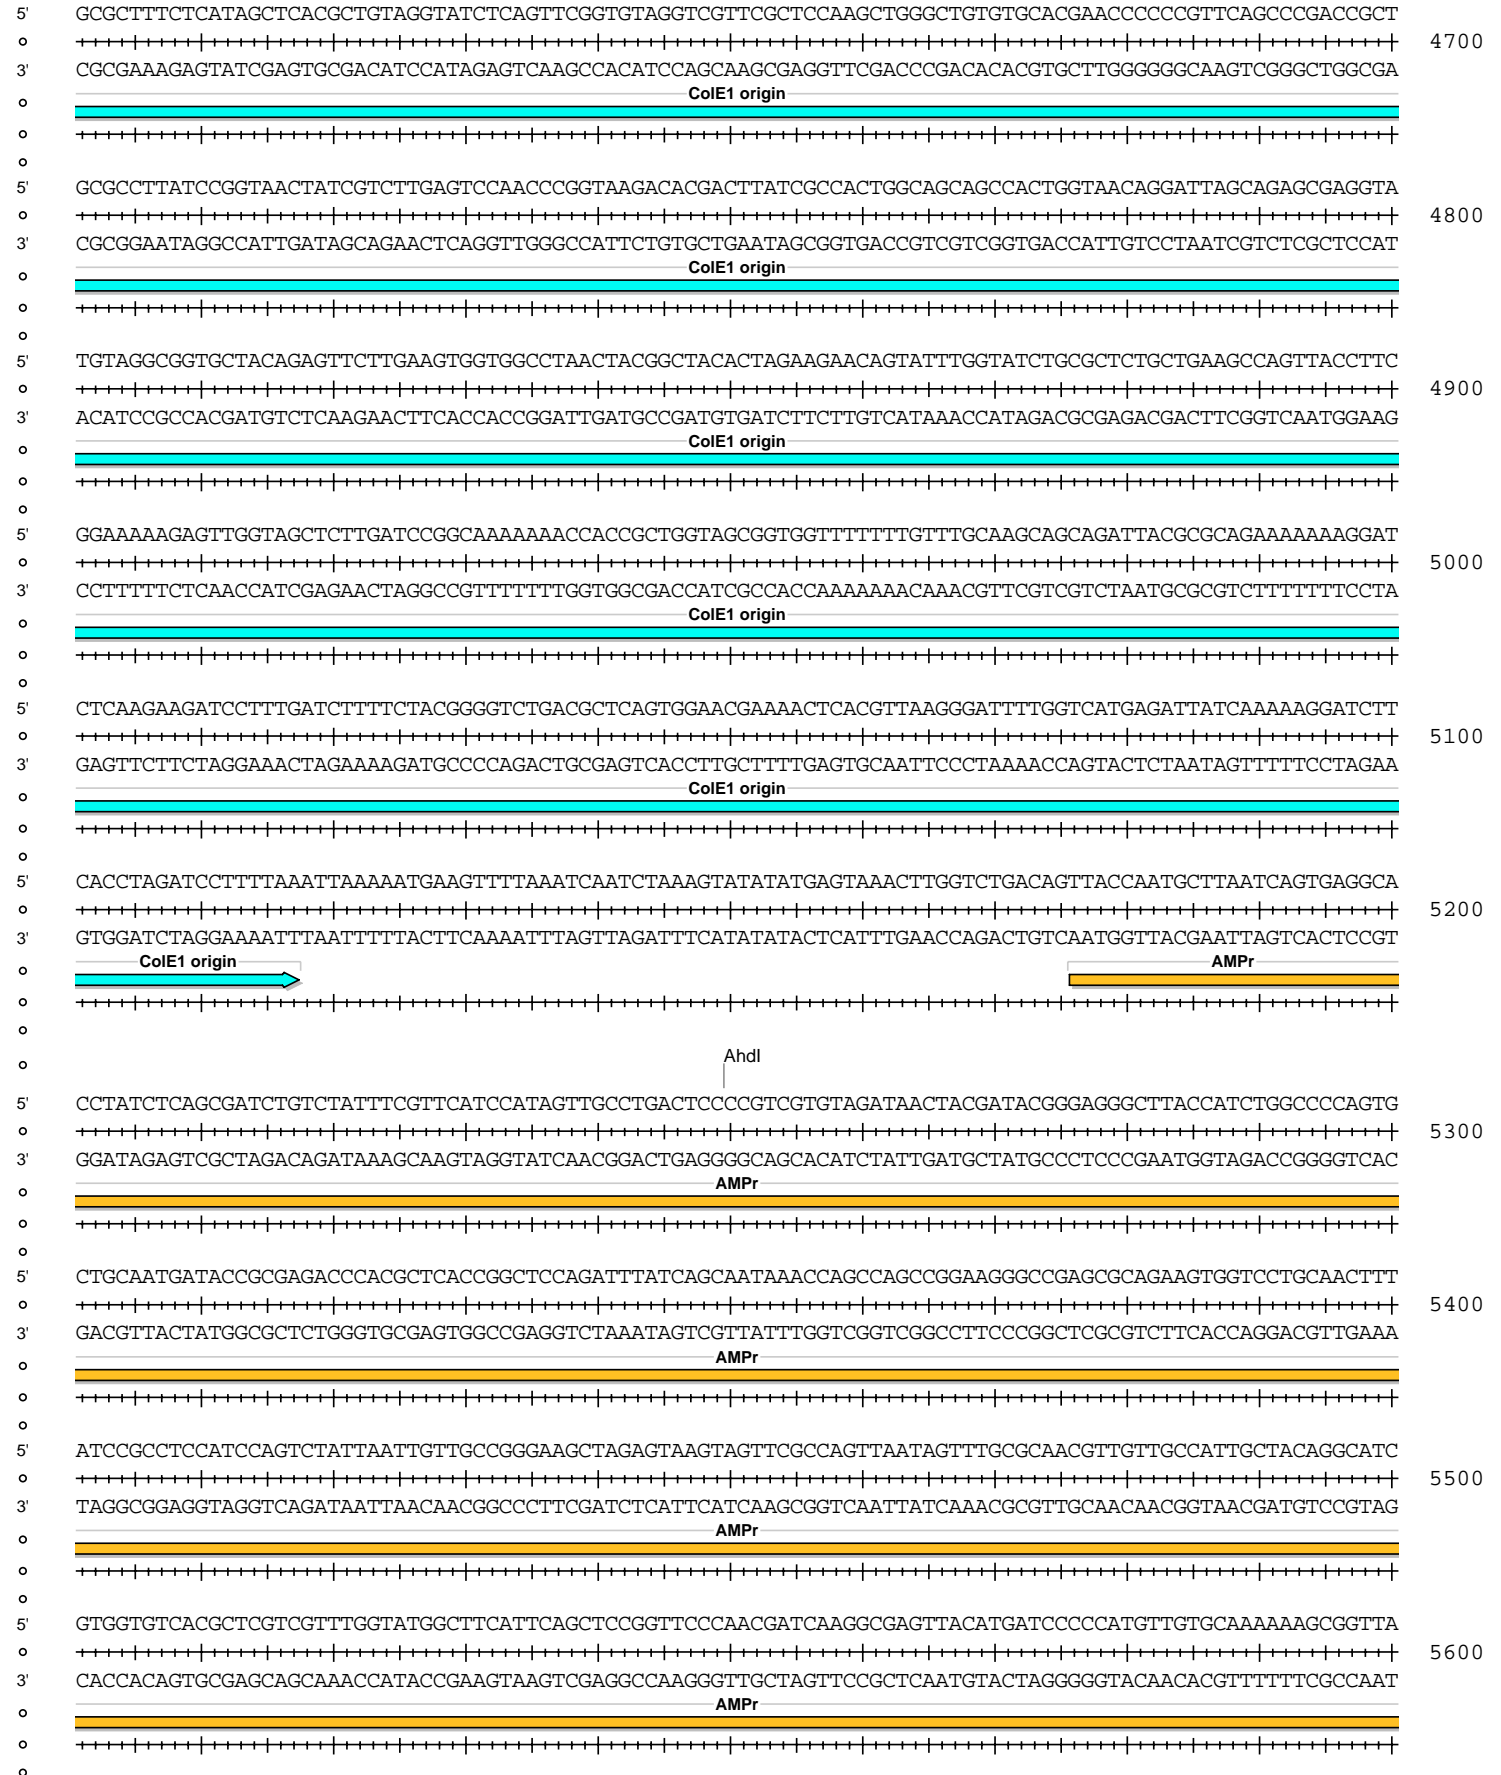 5' GCGCTTTCTCATAGCTCACGCTGTAGGTATCTCAGTTCGGTGTAGGTCGTTCGCTCCAAGCTGGGCTGTGTGCACGAACCCCCCGTTCAGCCCGACCGCT
4700
3' CGCGAAAGAGTATCGAGTGCGACATCCATAGAGTCAAGCCACATCCAGCAAGCGAGGTTCGACCCGACACACGTGCTTGGGGGGCAAGTCGGGCTGGCGA
ColE1 origin
5' GCGCCTTATCCGGTAACTATCGTCTTGAGTCCAACCCGGTAAGACACGACTTATCGCCACTGGCAGCAGCCACTGGTAACAGGATTAGCAGAGCGAGGTA
4800
3' CGCGGAATAGGCCATTGATAGCAGAACTCAGGTTGGGCCATTCTGTGCTGAATAGCGGTGACCGTCGTCGGTGACCATTGTCCTAATCGTCTCGCTCCAT
ColE1 origin
5' TGTAGGCGGTGCTACAGAGTTCTTGAAGTGGTGGCCTAACTACGGCTACACTAGAAGAACAGTATTTGGTATCTGCGCTCTGCTGAAGCCAGTTACCTTC
4900
3' ACATCCGCCACGATGTCTCAAGAACTTCACCACCGGATTGATGCCGATGTGATCTTCTTGTCATAAACCATAGACGCGAGACGACTTCGGTCAATGGAAG
ColE1 origin
5' GGAAAAAGAGTTGGTAGCTCTTGATCCGGCAAAAAAACCACCGCTGGTAGCGGTGGTTTTTTTGTTTGCAAGCAGCAGATTACGCGCAGAAAAAAAGGAT
5000
3' CCTTTTTCTCAACCATCGAGAACTAGGCCGTTTTTTTGGTGGCGACCATCGCCACCAAAAAAACAAACGTTCGTCGTCTAATGCGCGTCTTTTTTTCCTA
ColE1 origin
5' CTCAAGAAGATCCTTTGATCTTTTCTACGGGGTCTGACGCTCAGTGGAACGAAAACTCACGTTAAGGGATTTTGGTCATGAGATTATCAAAAAGGATCTT
5100
3' GAGTTCTTCTAGGAAACTAGAAAAGATGCCCCAGACTGCGAGTCACCTTGCTTTTGAGTGCAATTCCCTAAAACCAGTACTCTAATAGTTTTTCCTAGAA
ColE1 origin
5' CACCTAGATCCTTTTAAATTAAAAATGAAGTTTTAAATCAATCTAAAGTATATATGAGTAAACTTGGTCTGACAGTTACCAATGCTTAATCAGTGAGGCA
5200
3' GTGGATCTAGGAAAATTTAATTTTTACTTCAAAATTTAGTTAGATTTCATATATACTCATTTGAACCAGACTGTCAATGGTTACGAATTAGTCACTCCGT
ColE1 origin AMPr
AhdI
5' CCTATCTCAGCGATCTGTCTATTTCGTTCATCCATAGTTGCCTGACTCCCCGTCGTGTAGATAACTACGATACGGGAGGGCTTACCATCTGGCCCCAGTG
5300
3' GGATAGAGTCGCTAGACAGATAAAGCAAGTAGGTATCAACGGACTGAGGGGCAGCACATCTATTGATGCTATGCCCTCCCGAATGGTAGACCGGGGTCAC
AMPr
5' CTGCAATGATACCGCGAGACCCACGCTCACCGGCTCCAGATTTATCAGCAATAAACCAGCCAGCCGGAAGGGCCGAGCGCAGAAGTGGTCCTGCAACTTT
5400
3' GACGTTACTATGGCGCTCTGGGTGCGAGTGGCCGAGGTCTAAATAGTCGTTATTTGGTCGGTCGGCCTTCCCGGCTCGCGTCTTCACCAGGACGTTGAAA
AMPr
5' ATCCGCCTCCATCCAGTCTATTAATTGTTGCCGGGAAGCTAGAGTAAGTAGTTCGCCAGTTAATAGTTTGCGCAACGTTGTTGCCATTGCTACAGGCATC
5500
3' TAGGCGGAGGTAGGTCAGATAATTAACAACGGCCCTTCGATCTCATTCATCAAGCGGTCAATTATCAAACGCGTTGCAACAACGGTAACGATGTCCGTAG
AMPr
5' GTGGTGTCACGCTCGTCGTTTGGTATGGCTTCATTCAGCTCCGGTTCCCAACGATCAAGGCGAGTTACATGATCCCCCATGTTGTGCAAAAAAGCGGTTA
5600
3' CACCACAGTGCGAGCAGCAAACCATACCGAAGTAAGTCGAGGCCAAGGGTTGCTAGTTCCGCTCAATGTACTAGGGGGTACAACACGTTTTTTCGCCAAT
AMPr